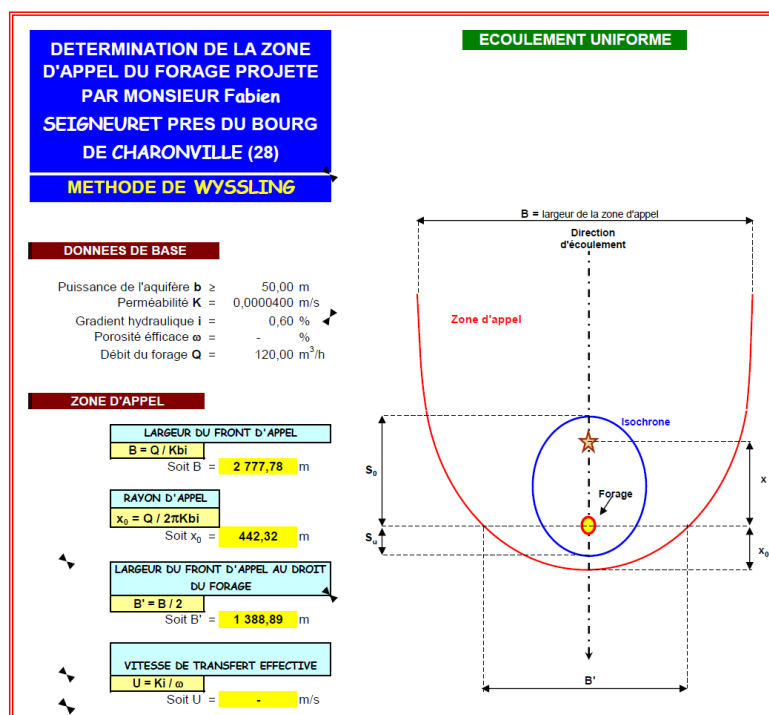 DETERMINATION DE LA ZONE
D'APPEL DU FORAGE PROJETE
PAR MONSIEUR Fabien
SEIGNEURET PRES DU BOURG
DE CHARONVILLE (28)
METHODE DE WYSSLING
ECOULEMENT UNIFORME
DONNEES DE BASE
Puissance de l'aquifère b ≥ 50,00 m
Perméabilité K = 0,0000400 m/s
Gradient hydraulique i = 0,60 %
Porosité éfficace ω = - %
Débit du forage Q = 120,00 m³/h
ZONE D'APPEL
LARGEUR DU FRONT D'APPEL
B = Q / Kbi
Soit B = 2 777,78 m
RAYON D'APPEL
x₀ = Q / 2πKbi
Soit x₀ = 442,32 m
LARGEUR DU FRONT D'APPEL AU DROIT
DU FORAGE
B' = B / 2
Soit B' = 1 388,89 m
VITESSE DE TRANSFERT EFFECTIVE
U = Ki / ω
Soit U = - m/s
B = largeur de la zone d'appel
Direction
d'écoulement
Zone d'appel
Isochrone
S₀
x
Forage
Sᵤ
x₀
B'